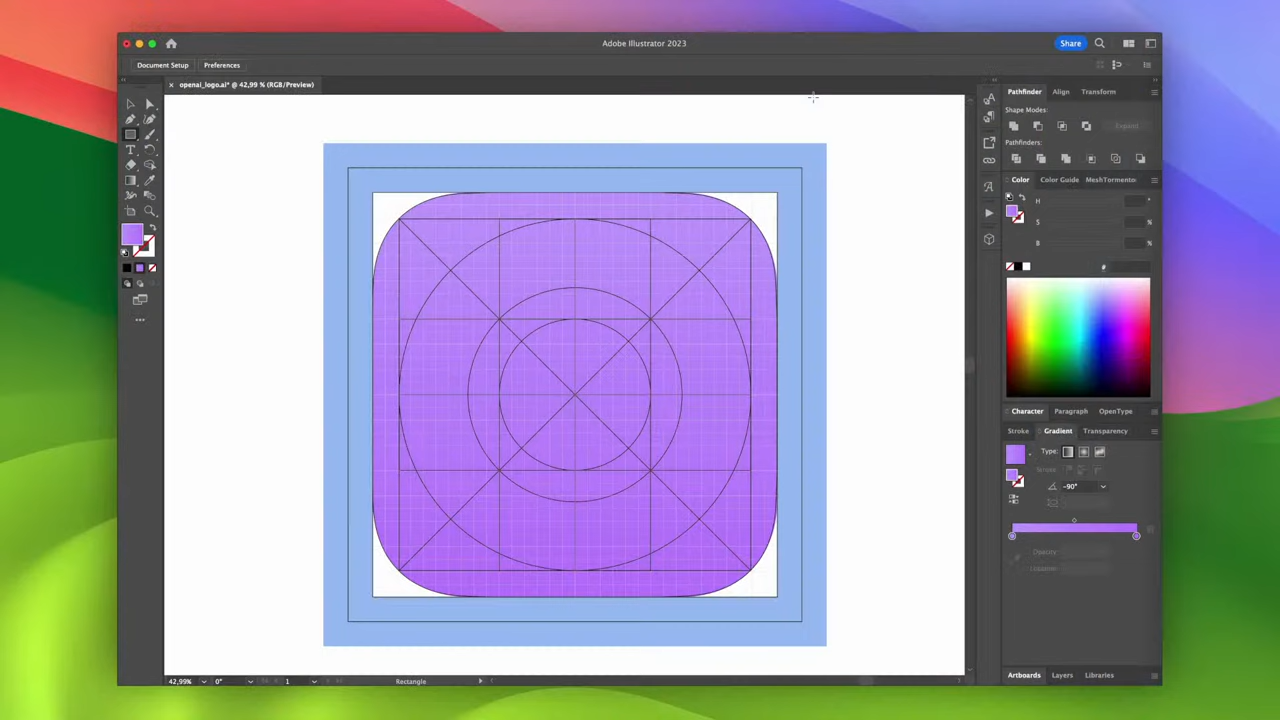 Adobe Illustrator 2023
Share
Document Setup
Preferences
openai_logo.ai* @ 42,99 % (RGB/Preview)
Pathfinder
Align
Transform
Shape Modes:
Expand
Pathfinders:
Color
Color Guide
MeshTormento
H
°
S
%
B
%
#
Character
Paragraph
OpenType
Stroke
Gradient
Transparency
Type:
Stroke:
-90°
Opacity:
Location:
42,99%
0°
1
Rectangle
Artboards
Layers
Libraries